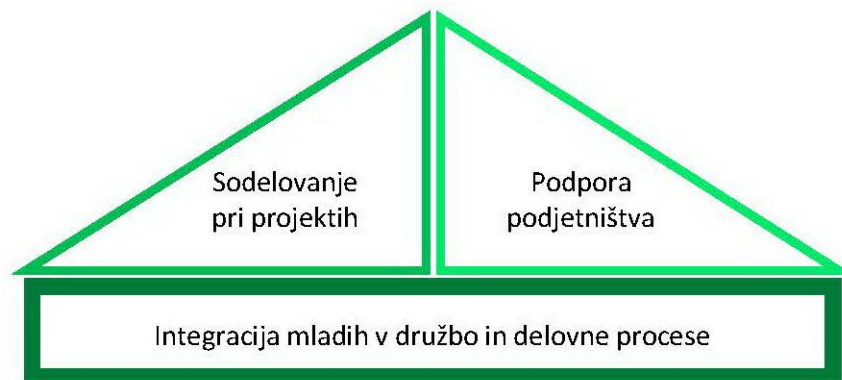 Sodelovanje
pri projektih
Podpora
podjetništva
Integracija mladih v družbo in delovne procese